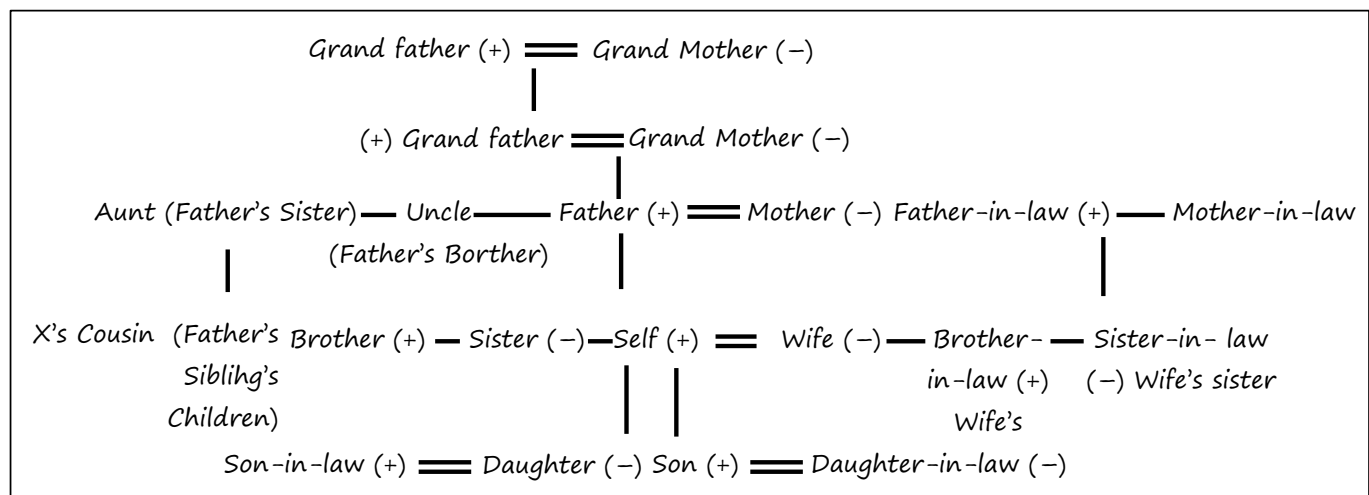 Grand father (+) Grand Mother (–)
(+) Grand father Grand Mother (–)
Aunt (Father's Sister) Uncle Father (+) Mother (–) Father-in-law (+) Mother-in-law
(Father's Borther)
X's Cousin (Father's Brother (+) Sister (–) Self (+) Wife (–) Brother- Sister-in- law
Siblihg's in-law (+) (–) Wife's sister
Children) Wife's
Son-in-law (+) Daughter (–) Son (+) Daughter-in-law (–)